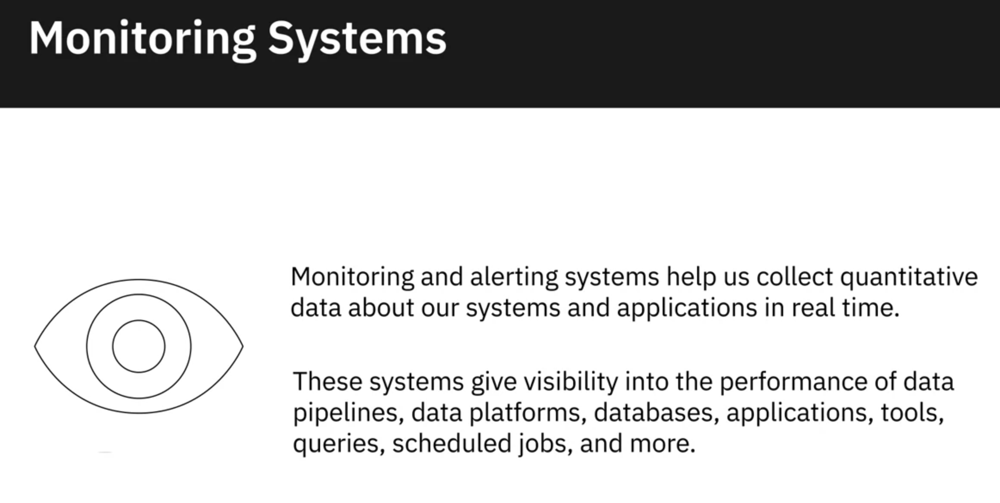 Monitoring Systems
Monitoring and alerting systems help us collect quantitative
data about our systems and applications in real time.
These systems give visibility into the performance of data
pipelines, data platforms, databases, applications, tools,
queries, scheduled jobs, and more.